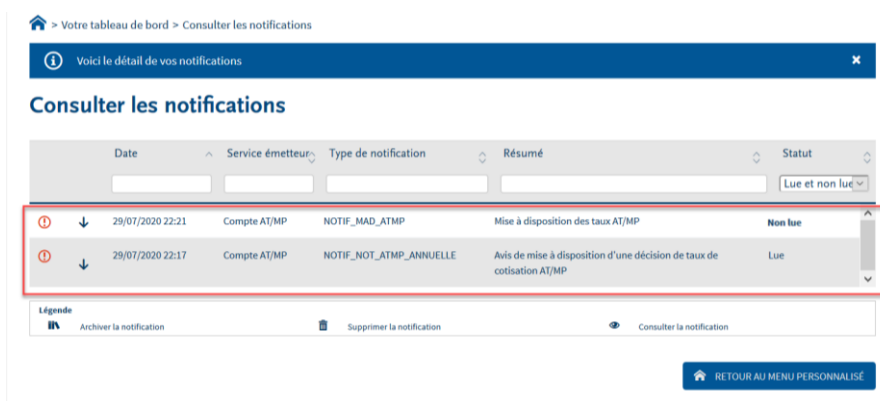 > Votre tableau de bord > Consulter les notifications
Voici le détail de vos notifications
Consulter les notifications
Date Service émetteur Type de notification Résumé Statut
Lue et non lue
29/07/2020 22:21 Compte AT/MP NOTIF_MAD_ATMP Mise à disposition des taux AT/MP Non lue
29/07/2020 22:17 Compte AT/MP NOTIF_NOT_ATMP_ANNUELLE Avis de mise à disposition d'une décision de taux de Lue
cotisation AT/MP
Légende
Archiver la notification Supprimer la notification Consulter la notification
RETOUR AU MENU PERSONNALISÉ